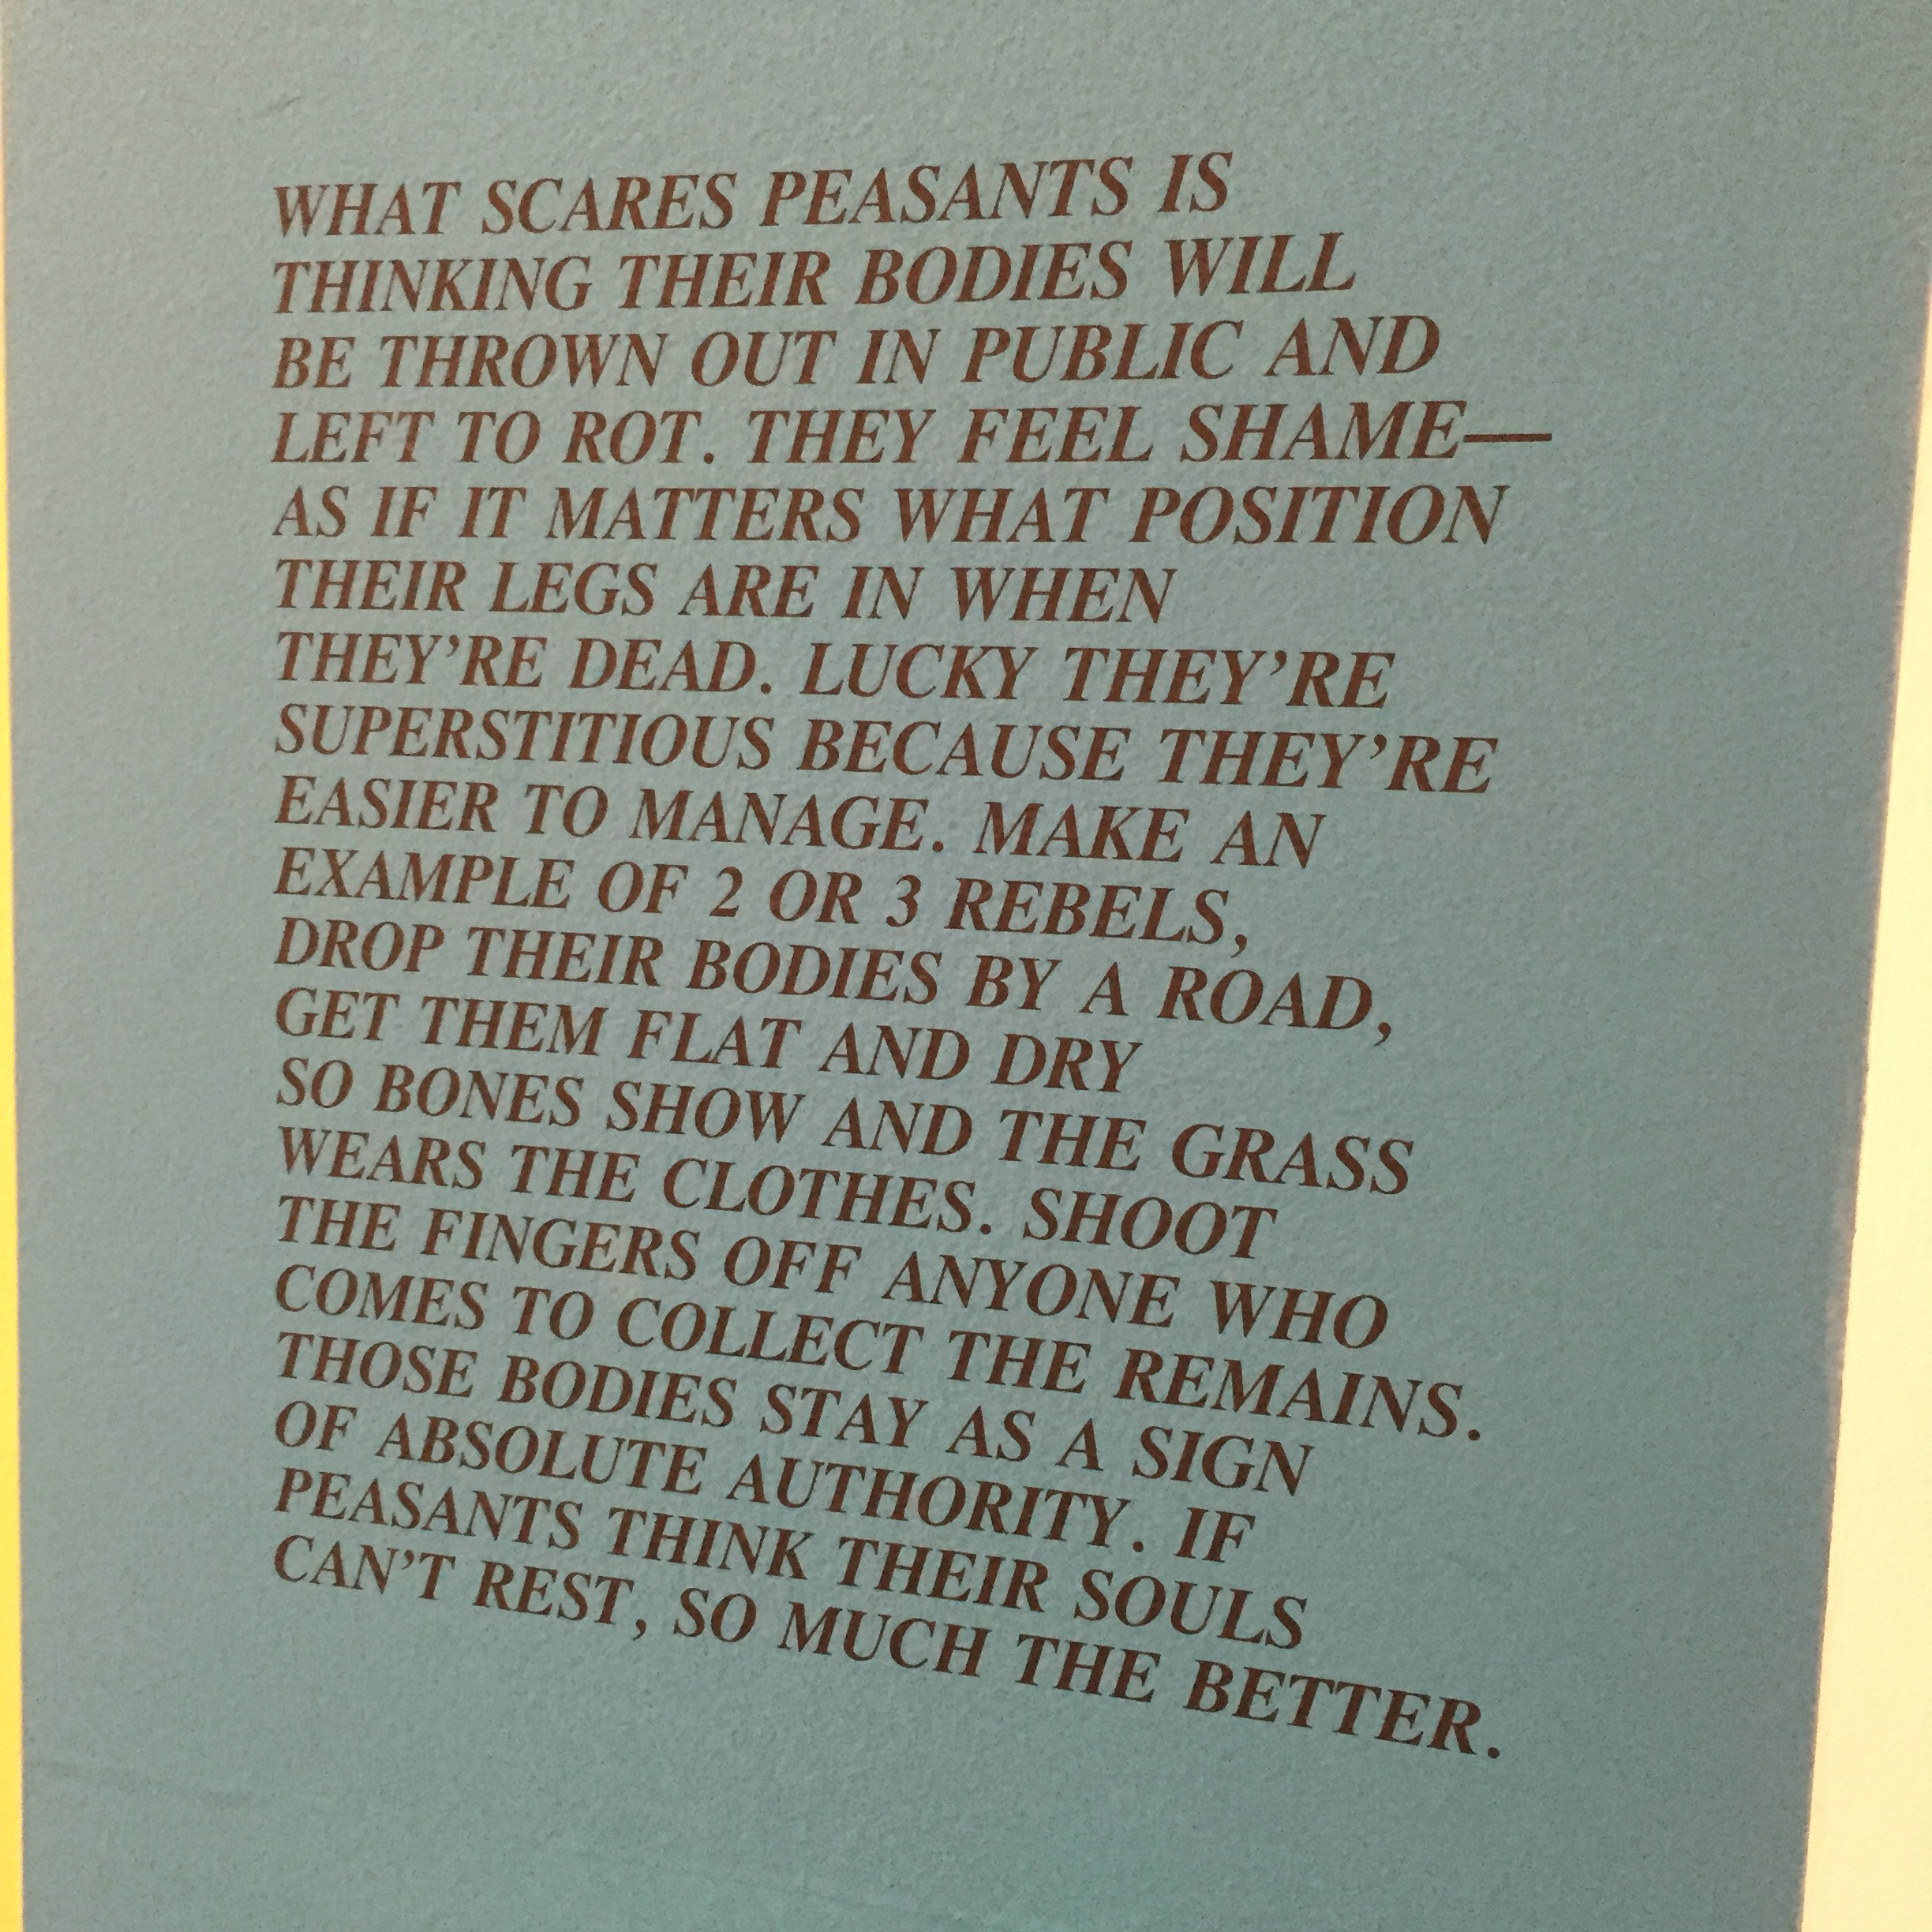 WHAT SCARES PEASANTS IS
THINKING THEIR BODIES WILL
BE THROWN OUT IN PUBLIC AND
LEFT TO ROT. THEY FEEL SHAME—
AS IF IT MATTERS WHAT POSITION
THEIR LEGS ARE IN WHEN
THEY’RE DEAD. LUCKY THEY’RE
SUPERSTITIOUS BECAUSE THEY’RE
EASIER TO MANAGE. MAKE AN
EXAMPLE OF 2 OR 3 REBELS,
DROP THEIR BODIES BY A ROAD,
GET THEM FLAT AND DRY
SO BONES SHOW AND THE GRASS
WEARS THE CLOTHES. SHOOT
THE FINGERS OFF ANYONE WHO
COMES TO COLLECT THE REMAINS.
THOSE BODIES STAY AS A SIGN
OF ABSOLUTE AUTHORITY. IF
PEASANTS THINK THEIR SOULS
CAN’T REST, SO MUCH THE BETTER.